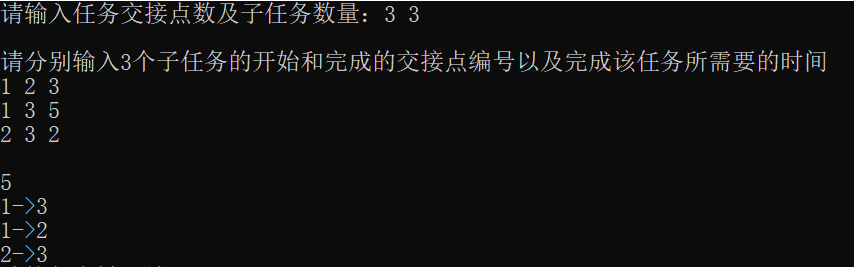 请输入任务交接点数及子任务数量：3 3
请分别输入3个子任务的开始和完成的交接点编号以及完成该任务所需要的时间
1 2 3
1 3 5
2 3 2
5
1->3
1->2
2->3